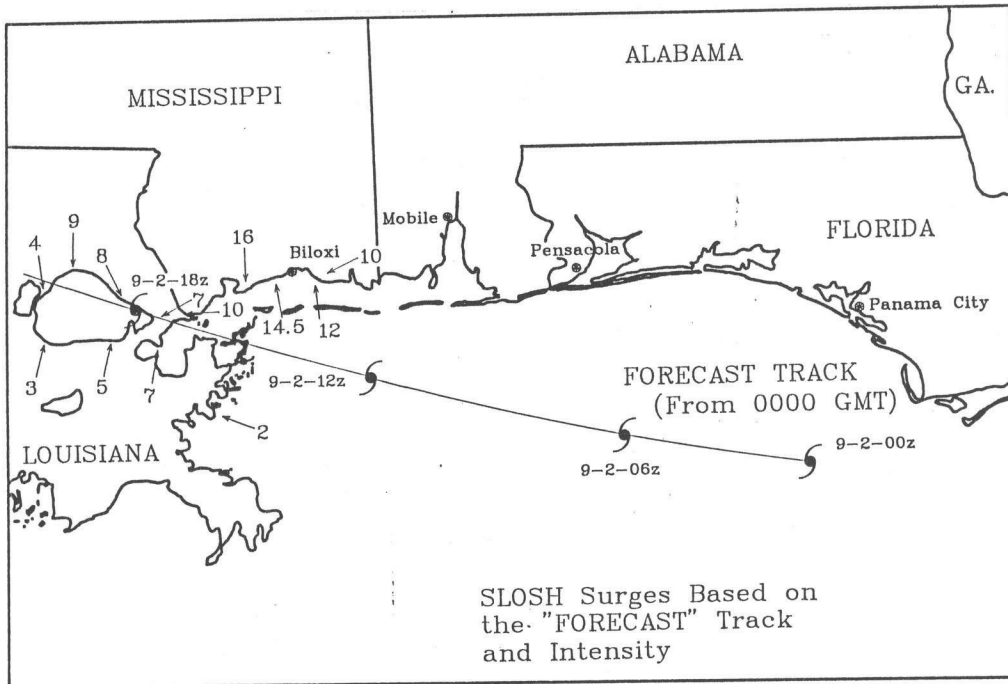 ALABAMA
MISSISSIPPI
GA.
Mobile
FLORIDA
9
16
Biloxi
10
Pensacola
4
8
9-2-18z
7
10
14.5
12
Panama City
3
5
7
9-2-12z
FORECAST TRACK
(From 0000 GMT)
2
9-2-00z
LOUISIANA
9-2-06z
SLOSH Surges Based on
the "FORECAST" Track
and Intensity